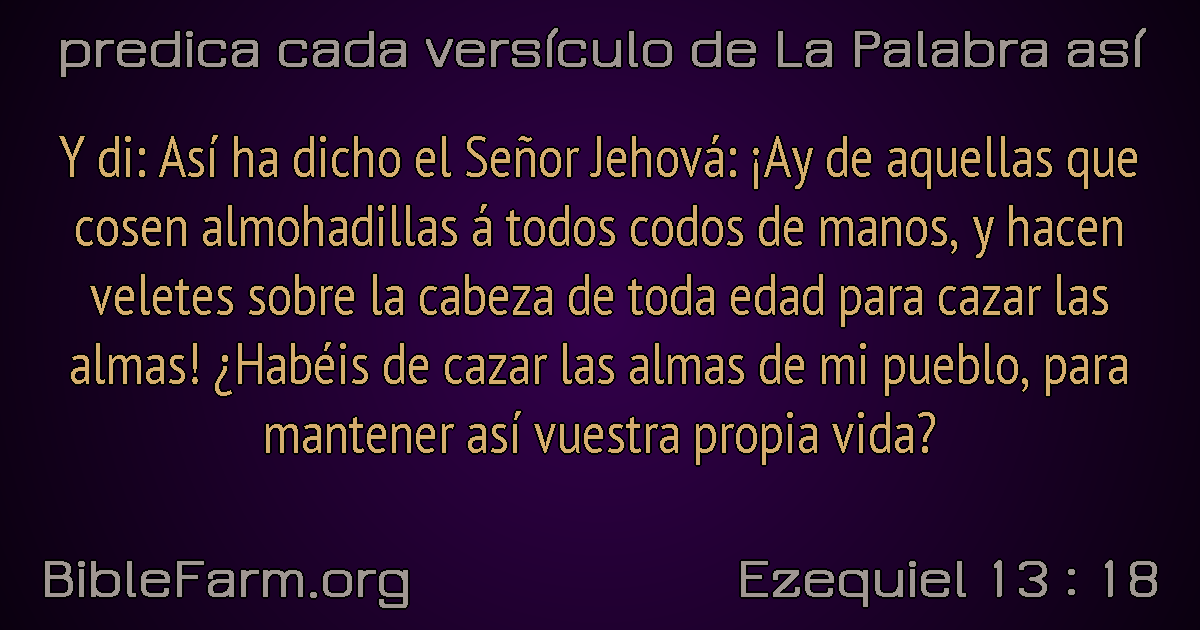 predica cada versículo de La Palabra así
Y di: Así ha dicho el Señor Jehová: ¡Ay de aquellas que
cosen almohadillas á todos codos de manos, y hacen
veletes sobre la cabeza de toda edad para cazar las
almas! ¿Habéis de cazar las almas de mi pueblo, para
mantener así vuestra propia vida?
BibleFarm.org
Ezequiel 13 : 18